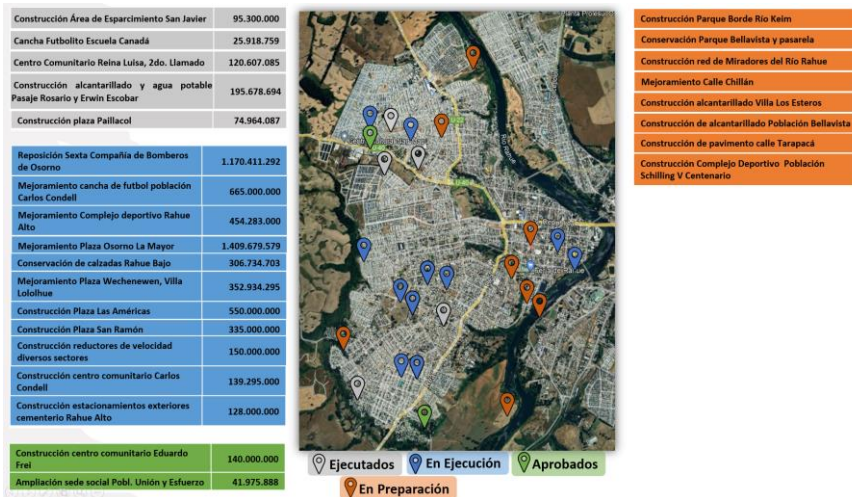 Construcción Área de Esparcimiento San Javier 95.300.000
Cancha Futbolito Escuela Canadá 25.918.759
Centro Comunitario Reina Luisa, 2do. Llamado 120.607.085
Construcción alcantarillado y agua potable
Pasaje Rosario y Erwin Escobar 195.678.694
Construcción plaza Paillacol 74.964.087
Reposición Sexta Compañía de Bomberos
de Osorno 1.170.411.292
Mejoramiento cancha de futbol población
Carlos Condell 665.000.000
Mejoramiento Complejo deportivo Rahue
Alto 454.283.000
Mejoramiento Plaza Osorno La Mayor 1.409.679.579
Conservación de calzadas Rahue Bajo 306.734.703
Mejoramiento Plaza Wechenewen, Villa
Lololhue 352.934.295
Construcción Plaza Las Américas 550.000.000
Construcción Plaza San Ramón 335.000.000
Construcción reductores de velocidad
diversos sectores 150.000.000
Construcción centro comunitario Carlos
Condell 139.295.000
Construcción estacionamientos exteriores
cementerio Rahue Alto 128.000.000
Construcción centro comunitario Eduardo
Frei 140.000.000
Ampliación sede social Pobl. Unión y Esfuerzo 41.975.888
Ejecutados
En Ejecución
Aprobados
En Preparación
Construcción Parque Borde Río Keim
Conservación Parque Bellavista y pasarela
Construcción red de Miradores del Río Rahue
Mejoramiento Calle Chillán
Construcción alcantarillado Villa Los Esteros
Construcción de alcantarillado Población Bellavista
Construcción de pavimento calle Tarapacá
Construcción Complejo Deportivo Población
Schilling V Centenario